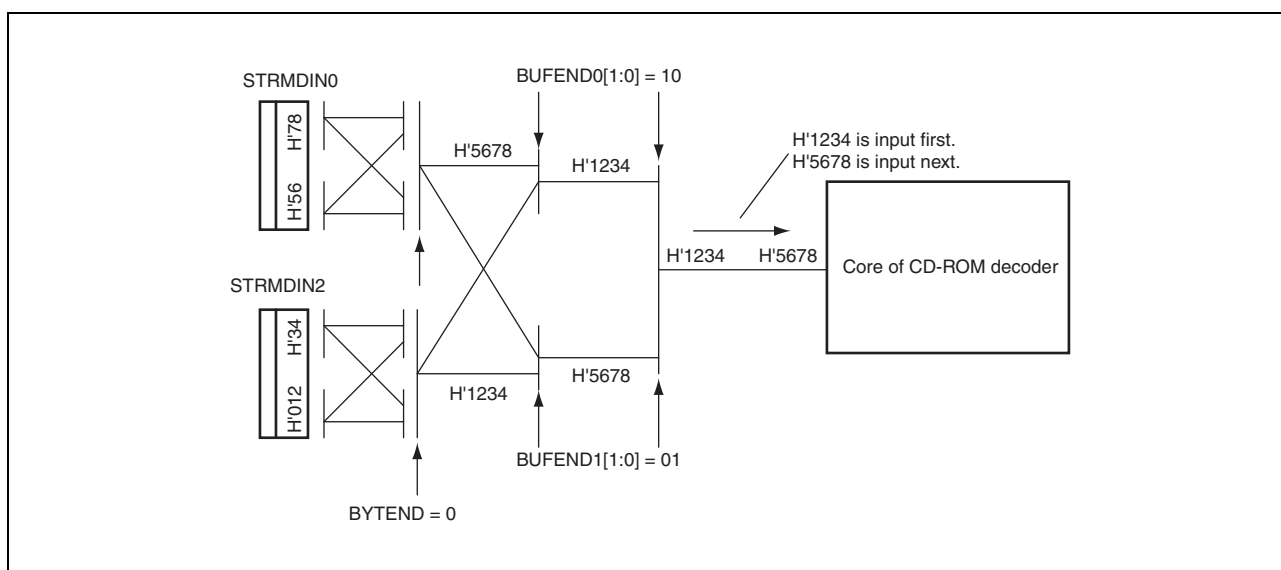 STRMDIN0
H'78
H'56
STRMDIN2
H'34
H'012
BYTEND = 0
H'5678
H'1234
BUFEND0[1:0] = 10
H'1234
H'5678
BUFEND1[1:0] = 01
H'1234 is input first.
H'5678 is input next.
H'1234
H'5678
Core of CD-ROM decoder